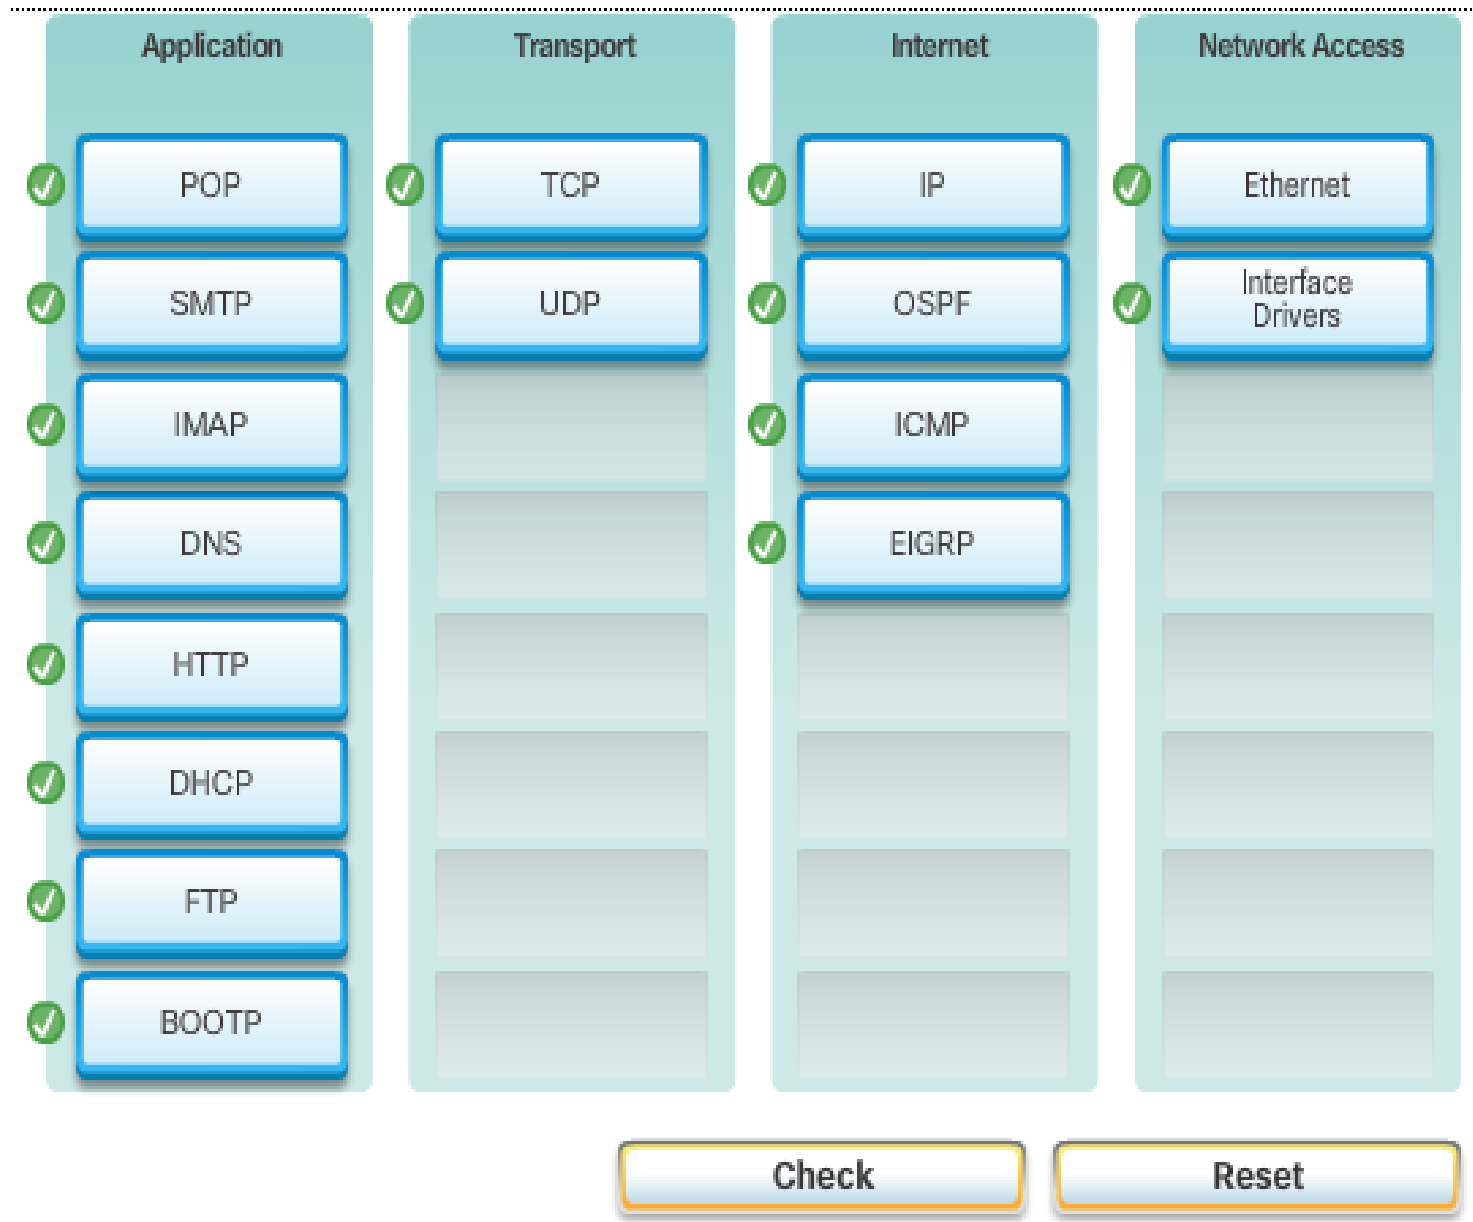 Application
Transport
Internet
Network Access
POP
TCP
IP
Ethernet
SMTP
UDP
OSPF
Interface
Drivers
IMAP
ICMP
DNS
EIGRP
HTTP
DHCP
FTP
BOOTP
Check
Reset